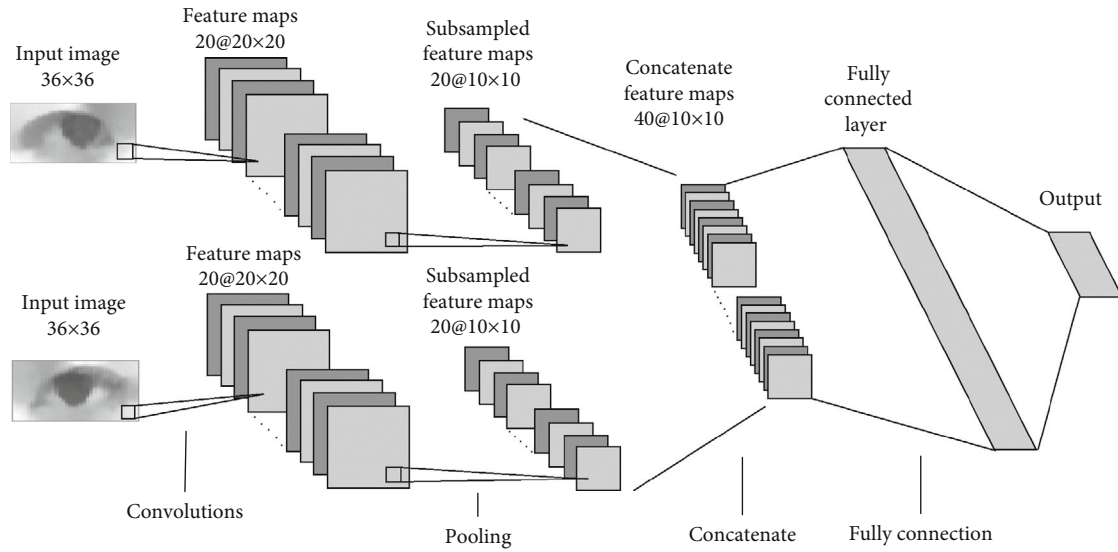 Input image
36×36
Feature maps
20@20×20
Subsampled
feature maps
20@10×10
Concatenate
feature maps
40@10×10
Fully
connected
layer
Output
Input image
36×36
Feature maps
20@20×20
Subsampled
feature maps
20@10×10
Convolutions
Pooling
Concatenate
Fully connection